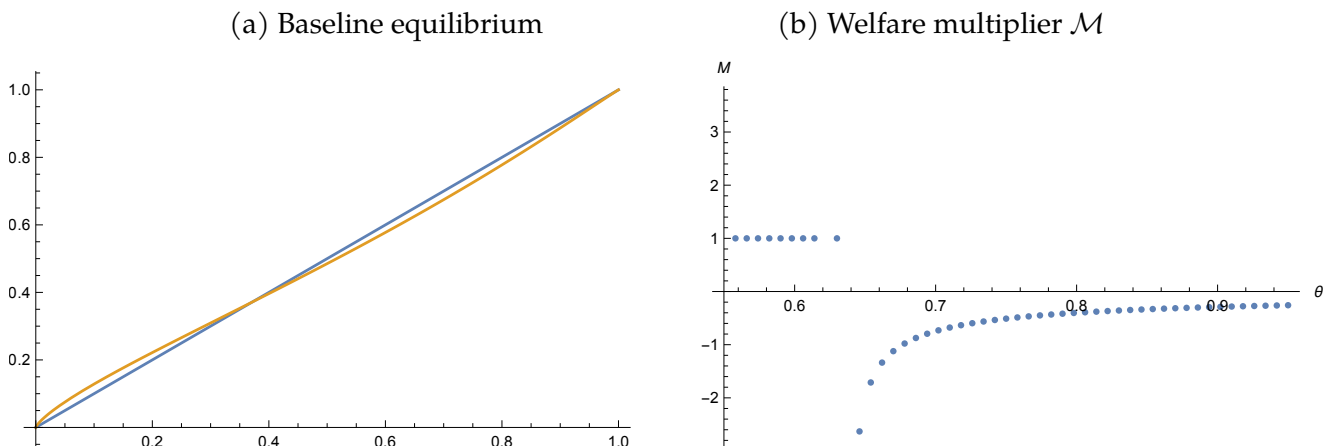 (a) Baseline equilibrium
(b) Welfare multiplier ℳ
1.0
0.8
0.6
0.4
0.2
0.2 0.4 0.6 0.8 1.0
M
3
2
1
−1
−2
0.6 0.7 0.8 0.9 θ